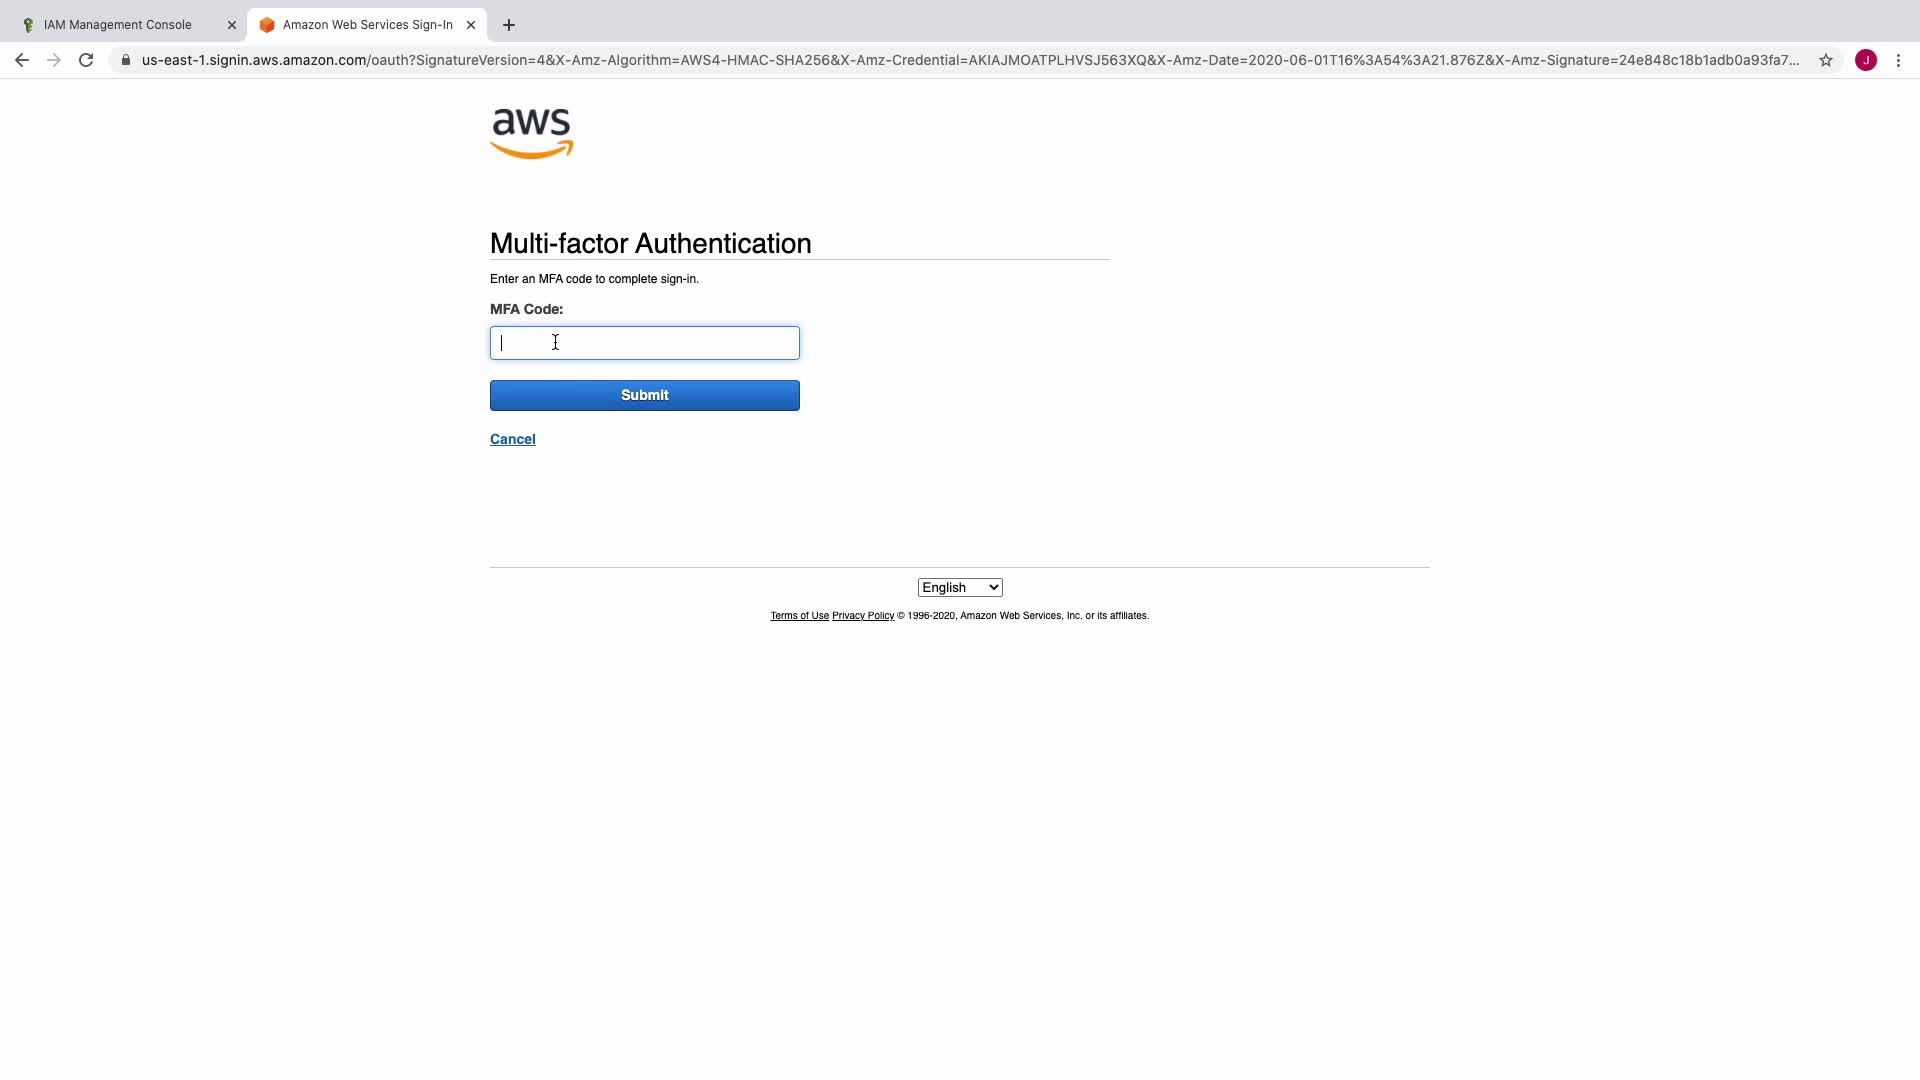 IAM Management Console
Amazon Web Services Sign-In
us-east-1.signin.aws.amazon.com/oauth?SignatureVersion=4&X-Amz-Algorithm=AWS4-HMAC-SHA256&X-Amz-Credential=AKIAJMOATPLHVSJ563XQ&X-Amz-Date=2020-06-01T16%3A54%3A21.876Z&X-Amz-Signature=24e848c18b1adb0a93fa7...
J
aws
Multi-factor Authentication
Enter an MFA code to complete sign-in.
MFA Code:
Submit
Cancel
English
Terms of Use Privacy Policy © 1996-2020, Amazon Web Services, Inc. or its affiliates.